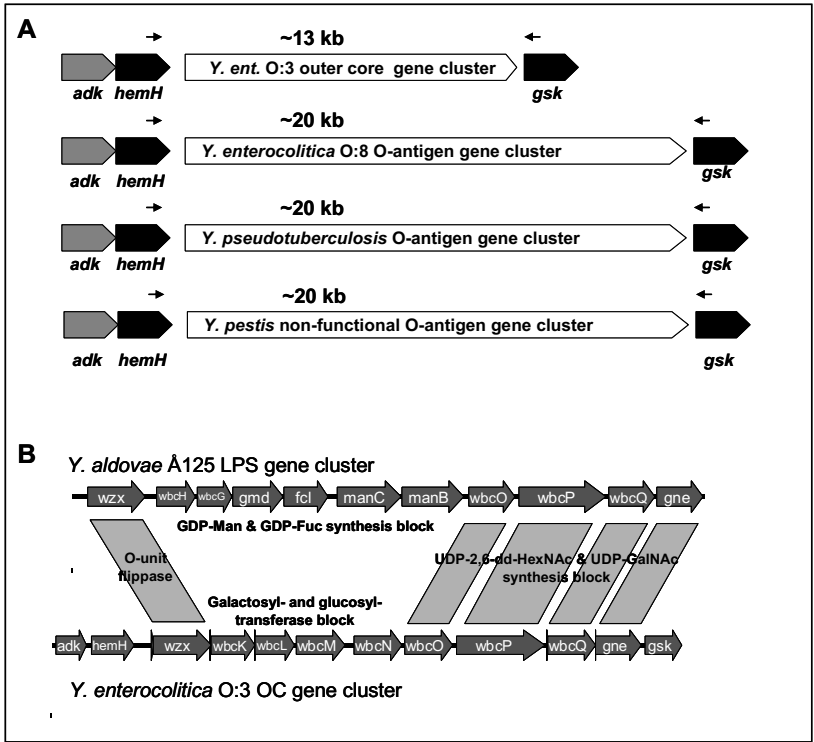 A
~13 kb
Y. ent. O:3 outer core gene cluster
adk hemH gsk
~20 kb
Y. enterocolitica O:8 O-antigen gene cluster
adk hemH gsk
~20 kb
Y. pseudotuberculosis O-antigen gene cluster
adk hemH gsk
~20 kb
Y. pestis non-functional O-antigen gene cluster
adk hemH gsk
B
Y. aldovae Å125 LPS gene cluster
wzx wbcH wbcG gmd fcl manC manB wbcO wbcP wbcQ gne
GDP-Man & GDP-Fuc synthesis block
O-unit
flippase
UDP-2,6-dd-HexNAc & UDP-GalNAc
synthesis block
Galactosyl- and glucosyl-
transferase block
adk hemH wzx wbcK wbcL wbcM wbcN wbcO wbcP wbcQ gne gsk
Y. enterocolitica O:3 OC gene cluster